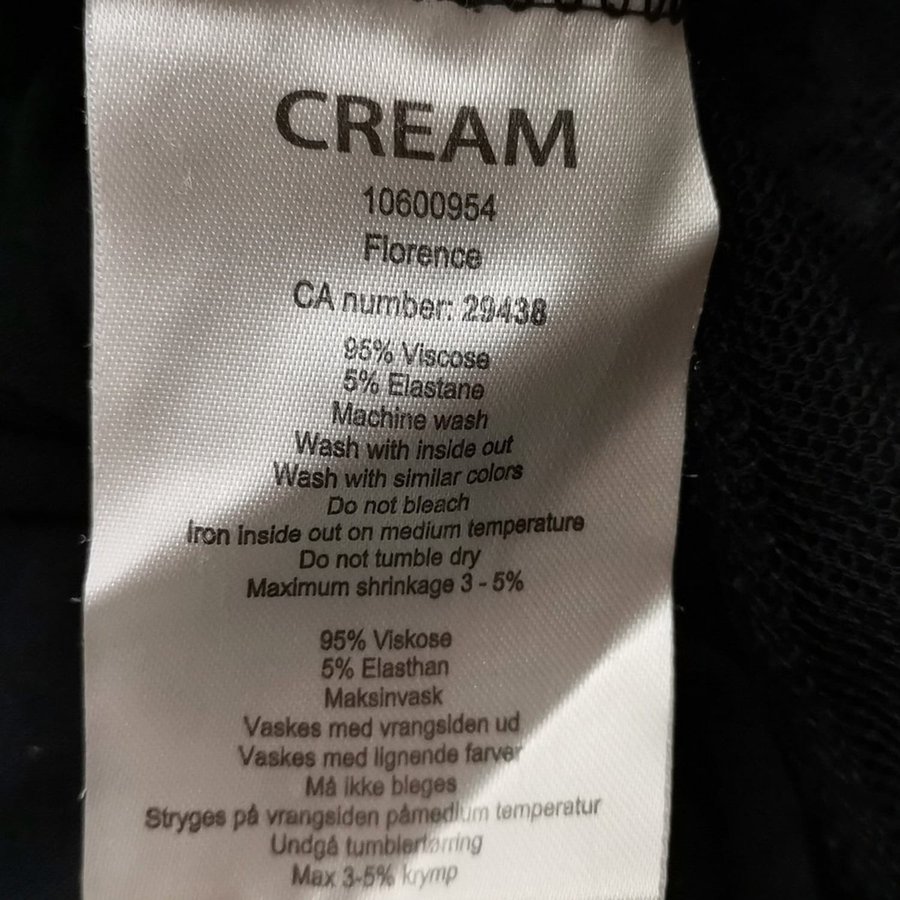 CREAM
10600954
Florence
CA number: 29438
95% Viscose
5% Elastane
Machine wash
Wash with inside out
Wash with similar colors
Do not bleach
Iron inside out on medium temperature
Do not tumble dry
Maximum shrinkage 3 - 5%
95% Viskose
5% Elasthan
Maksinvask
Vaskes med vrangsiden ud
Vaskes med lignende farver
Må ikke bleges
Stryges på vrangsiden påmedium temperatur
Undgå tumblertørring
Max 3-5% krymp